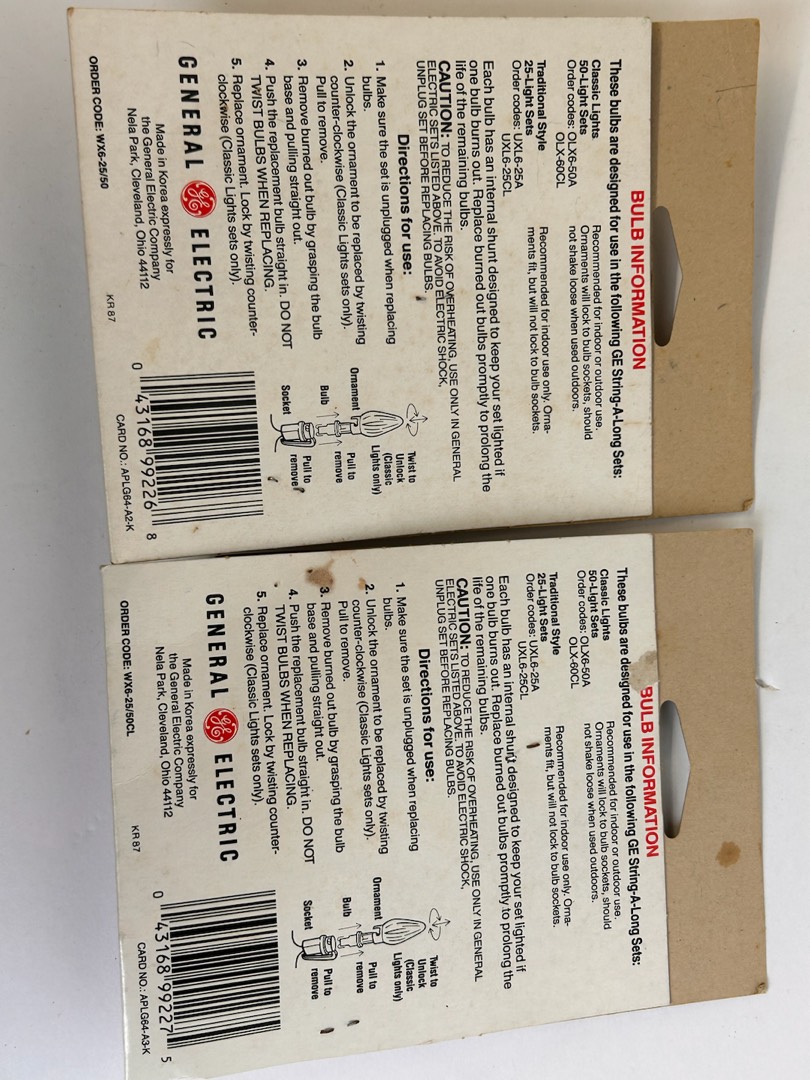 BULB INFORMATION
These bulbs are designed for use in the following GE String-A-Long Sets:
Classic Lights
50-Light Sets
Order codes: OLX6-50A
OLX-60CL
Recommended for indoor or outdoor use.
Ornaments will lock to bulb sockets, should
not shake loose when used outdoors.
Traditional Style
25-Light Sets
Order codes: UXL6-25A
UXL6-25CL
Recommended for indoor use only. Orna-
ments fit, but will not lock to bulb sockets.
Each bulb has an internal shunt designed to keep your set lighted if
one bulb burns out. Replace burned out bulbs promptly to prolong the
life of the remaining bulbs.
CAUTION: TO REDUCE THE RISK OF OVERHEATING, USE ONLY IN GENERAL
ELECTRIC SETS LISTED ABOVE. TO AVOID ELECTRIC SHOCK,
UNPLUG SET BEFORE REPLACING BULBS.
Directions for use:
1. Make sure the set is unplugged when replacing
bulbs.
2. Unlock the ornament to be replaced by twisting
counter-clockwise (Classic Lights sets only).
Pull to remove.
3. Remove burned out bulb by grasping the bulb
base and pulling straight out.
4. Push the replacement bulb straight in. DO NOT
TWIST BULBS WHEN REPLACING.
5. Replace ornament. Lock by twisting counter-
clockwise (Classic Lights sets only).
Twist to
Unlock
(Classic
Lights only)
Ornament
Pull to
remove
Bulb
Pull to
remove
Socket
GENERAL GE ELECTRIC
Made in Korea expressly for
the General Electric Company
Nela Park, Cleveland, Ohio 44112
ORDER CODE: WX6-25/50
KR 87
0 43168 99226 8
CARD NO.: APLG64-A2-K
BULB INFORMATION
These bulbs are designed for use in the following GE String-A-Long Sets:
Classic Lights
50-Light Sets
Order codes: OLX6-50A
OLX-60CL
Recommended for indoor or outdoor use.
Ornaments will lock to bulb sockets, should
not shake loose when used outdoors.
Traditional Style
25-Light Sets
Order codes: UXL6-25A
UXL6-25CL
Recommended for indoor use only. Orna-
ments fit, but will not lock to bulb sockets.
Each bulb has an internal shunt designed to keep your set lighted if
one bulb burns out. Replace burned out bulbs promptly to prolong the
life of the remaining bulbs.
CAUTION: TO REDUCE THE RISK OF OVERHEATING, USE ONLY IN GENERAL
ELECTRIC SETS LISTED ABOVE. TO AVOID ELECTRIC SHOCK,
UNPLUG SET BEFORE REPLACING BULBS.
Directions for use:
1. Make sure the set is unplugged when replacing
bulbs.
2. Unlock the ornament to be replaced by twisting
counter-clockwise (Classic Lights sets only).
Pull to remove.
3. Remove burned out bulb by grasping the bulb
base and pulling straight out.
4. Push the replacement bulb straight in. DO NOT
TWIST BULBS WHEN REPLACING.
5. Replace ornament. Lock by twisting counter-
clockwise (Classic Lights sets only).
Twist to
Unlock
(Classic
Lights only)
Ornament
Pull to
remove
Bulb
Pull to
remove
Socket
GENERAL GE ELECTRIC
Made in Korea expressly for
the General Electric Company
Nela Park, Cleveland, Ohio 44112
ORDER CODE: WX6-25/50CL
KR 87
0 43168 99227 5
CARD NO.: APLG64-A3-K